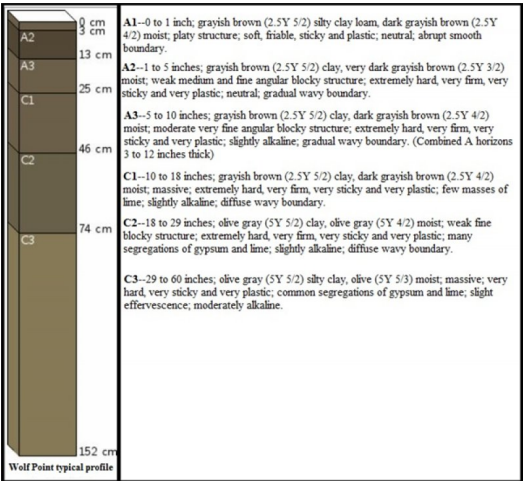 0 cm
3 cm
A2
13 cm
A3
25 cm
C1
46 cm
C2
74 cm
C3
152 cm
Wolf Point typical profile
A1--0 to 1 inch; grayish brown (2.5Y 5/2) silty clay loam, dark grayish brown (2.5Y
4/2) moist; platy structure; soft, friable, sticky and plastic; neutral; abrupt smooth
boundary.
A2--1 to 5 inches; grayish brown (2.5Y 5/2) clay, very dark grayish brown (2.5Y 3/2)
moist; weak medium and fine angular blocky structure; extremely hard, very firm, very
sticky and very plastic; neutral; gradual wavy boundary.
A3--5 to 10 inches; grayish brown (2.5Y 5/2) clay, dark grayish brown (2.5Y 4/2)
moist; moderate very fine angular blocky structure; extremely hard, very firm, very
sticky and very plastic; slightly alkaline; gradual wavy boundary. (Combined A horizons
3 to 12 inches thick)
C1--10 to 18 inches; grayish brown (2.5Y 5/2) clay, dark grayish brown (2.5Y 4/2)
moist; massive; extremely hard, very firm, very sticky and very plastic; few masses of
lime; slightly alkaline; diffuse wavy boundary.
C2--18 to 29 inches; olive gray (5Y 5/2) clay, olive gray (5Y 4/2) moist; weak fine
blocky structure; extremely hard, very firm, very sticky and very plastic; many
segregations of gypsum and lime; slightly alkaline; diffuse wavy boundary.
C3--29 to 60 inches; olive gray (5Y 5/2) silty clay, olive (5Y 5/3) moist; massive; very
hard, very sticky and very plastic; common segregations of gypsum and lime; slight
effervescence; moderately alkaline.